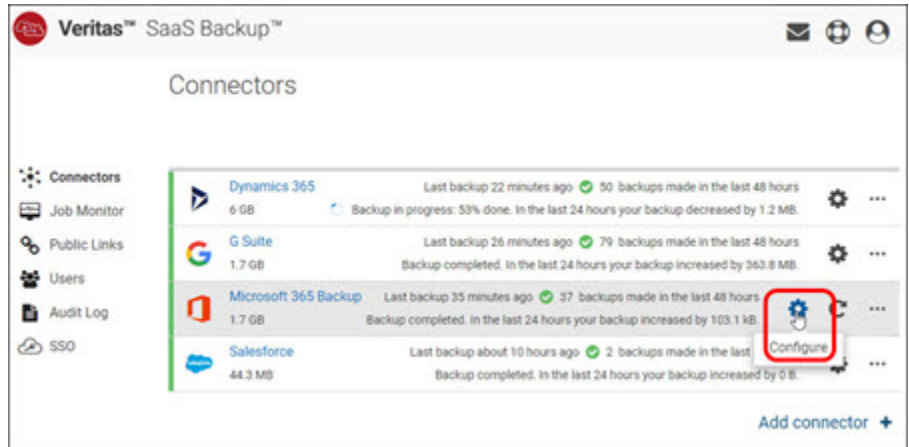 Veritas™ SaaS Backup™
Connectors
Connectors
Job Monitor
Public Links
Users
Audit Log
SSO
Dynamics 365 Last backup 22 minutes ago 50 backups made in the last 48 hours
6 GB Backup in progress: 53% done. In the last 24 hours your backup decreased by 1.2 MB.
G Suite Last backup 26 minutes ago 79 backups made in the last 48 hours
1.7 GB Backup completed. In the last 24 hours your backup increased by 363.8 MB.
Microsoft 365 Backup Last backup 35 minutes ago 37 backups made in the last 48 hours
1.7 GB Backup completed. In the last 24 hours your backup increased by 103.1 kB.
Configure
Salesforce Last backup about 10 hours ago 2 backups made in the last
44.3 MB Backup completed. In the last 24 hours your backup increased by 0 B.
Add connector +